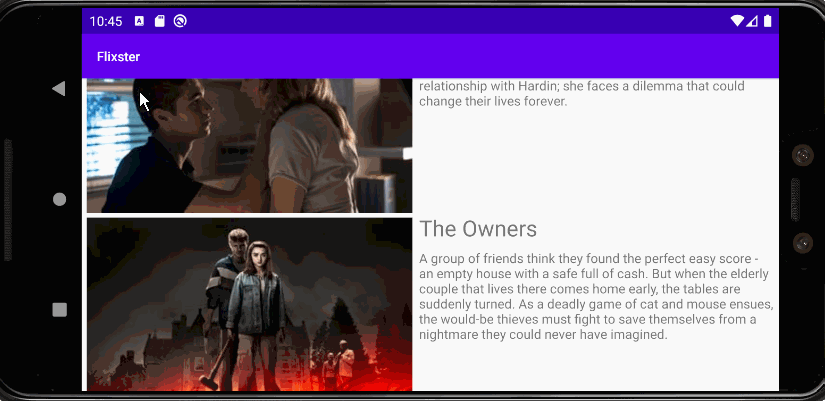 10:45
Flixster
relationship with Hardin; she faces a dilemma that could
change their lives forever.
The Owners
A group of friends think they found the perfect easy score -
an empty house with a safe full of cash. But when the elderly
couple that lives there comes home early, the tables are
suddenly turned. As a deadly game of cat and mouse ensues,
the would-be thieves must fight to save themselves from a
nightmare they could never have imagined.